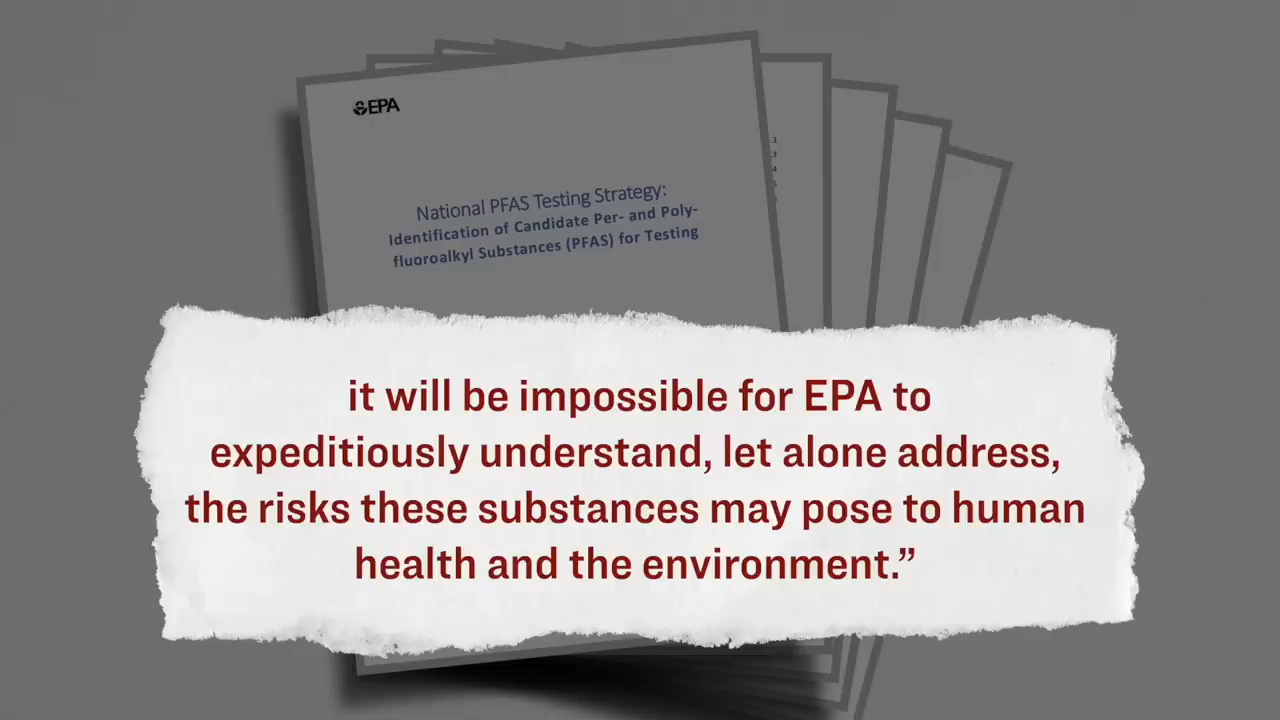 EPA
National PFAS Testing Strategy:
Identification of Candidate Per- and Poly-
fluoroalkyl Substances (PFAS) for Testing
it will be impossible for EPA to
expeditiously understand, let alone address,
the risks these substances may pose to human
health and the environment.”